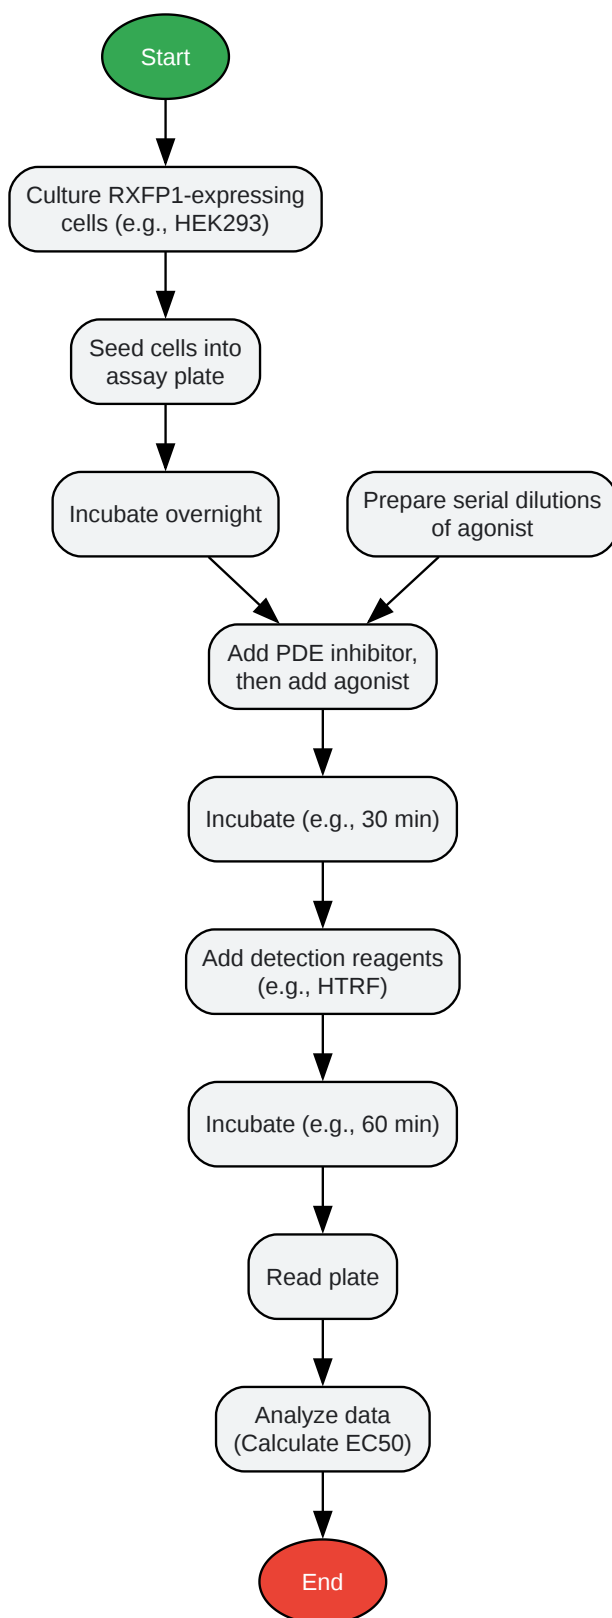 Start
Culture RXFP1-expressing
cells (e.g., HEK293)
Seed cells into
assay plate
Incubate overnight
Prepare serial dilutions
of agonist
Add PDE inhibitor,
then add agonist
Incubate (e.g., 30 min)
Add detection reagents
(e.g., HTRF)
Incubate (e.g., 60 min)
Read plate
Analyze data
(Calculate EC50)
End